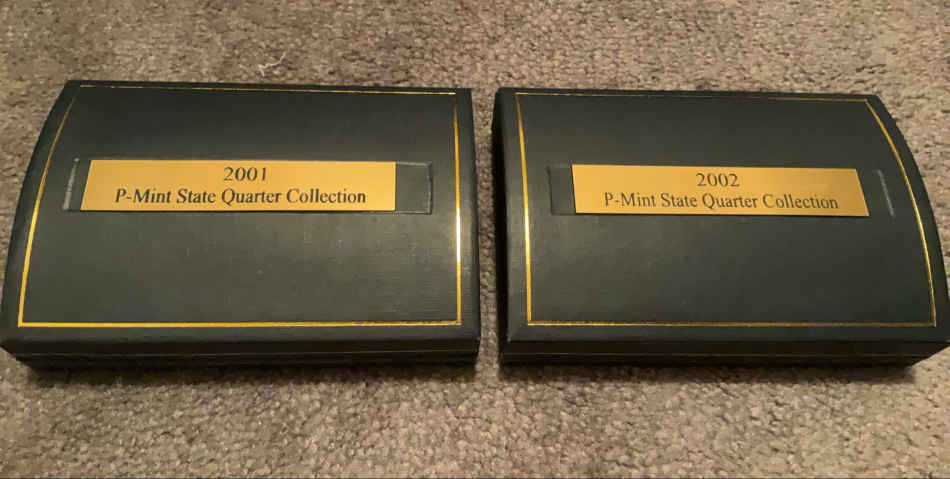 2001
P-Mint State Quarter Collection
2002
P-Mint State Quarter Collection